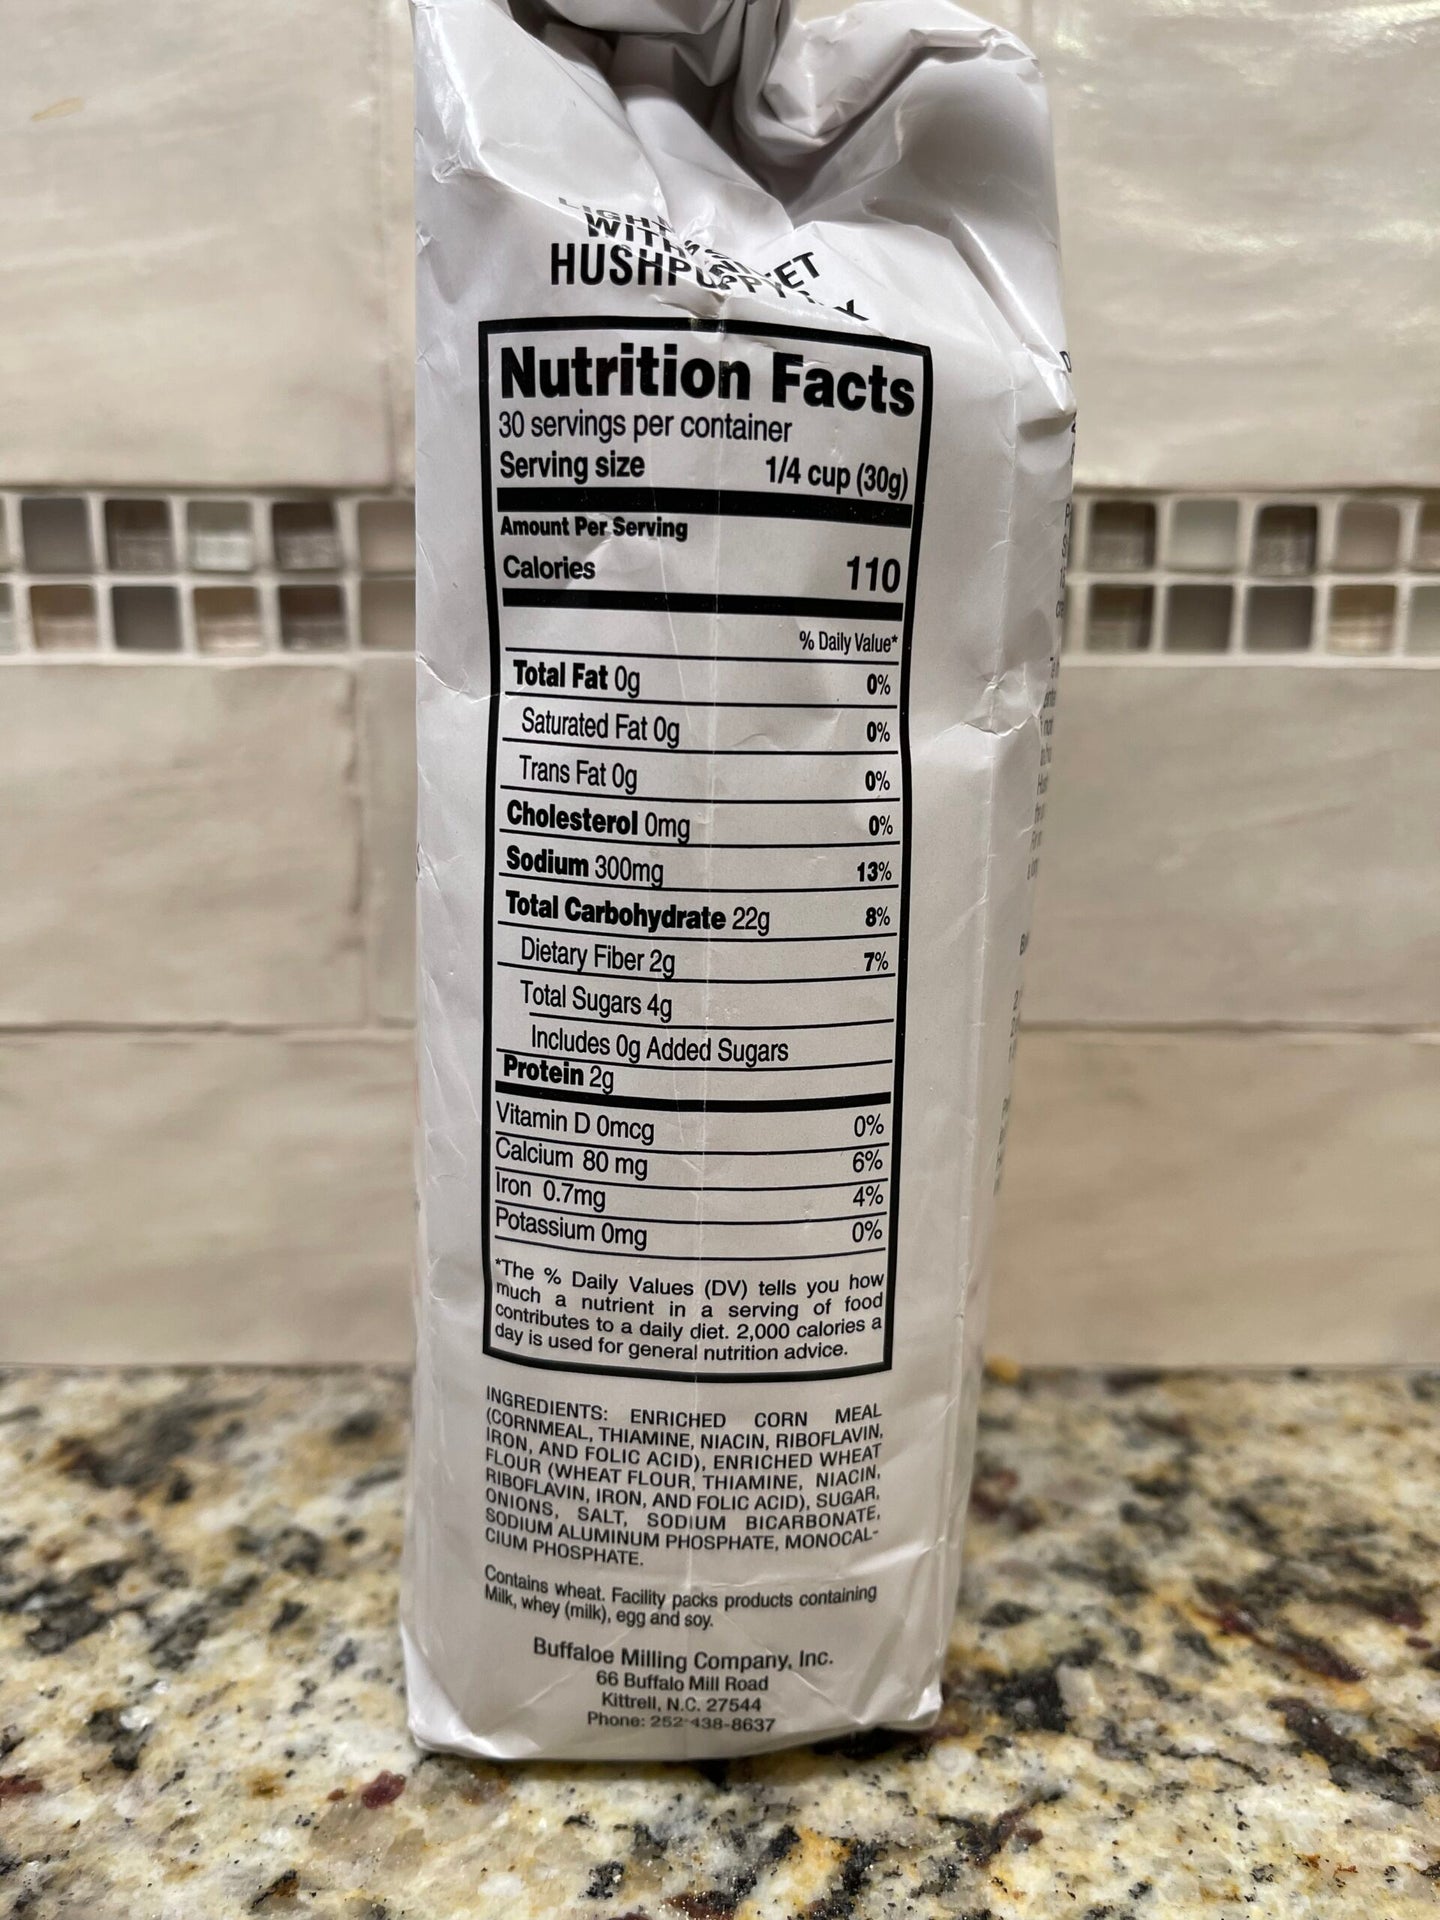 LIGHT
WITH A SWEET
HUSHPUPPY MIX
Nutrition Facts
30 servings per container
Serving size 1/4 cup (30g)
Amount Per Serving
Calories 110
% Daily Value*
Total Fat 0g 0%
Saturated Fat 0g 0%
Trans Fat 0g 0%
Cholesterol 0mg 0%
Sodium 300mg 13%
Total Carbohydrate 22g 8%
Dietary Fiber 2g 7%
Total Sugars 4g
Includes 0g Added Sugars
Protein 2g
Vitamin D 0mcg 0%
Calcium 80 mg 6%
Iron 0.7mg 4%
Potassium 0mg 0%
*The % Daily Values (DV) tells you how
much a nutrient in a serving of food
contributes to a daily diet. 2,000 calories a
day is used for general nutrition advice.
INGREDIENTS: ENRICHED CORN MEAL
(CORNMEAL, THIAMINE, NIACIN, RIBOFLAVIN,
IRON, AND FOLIC ACID), ENRICHED WHEAT
FLOUR (WHEAT FLOUR, THIAMINE, NIACIN,
RIBOFLAVIN, IRON, AND FOLIC ACID), SUGAR,
ONIONS, SALT, SODIUM BICARBONATE,
SODIUM ALUMINUM PHOSPHATE, MONOCAL-
CIUM PHOSPHATE.
Contains wheat. Facility packs products containing
Milk, whey (milk), egg and soy.
Buffaloe Milling Company, Inc.
66 Buffalo Mill Road
Kittrell, N.C. 27544
Phone: 252-438-8637